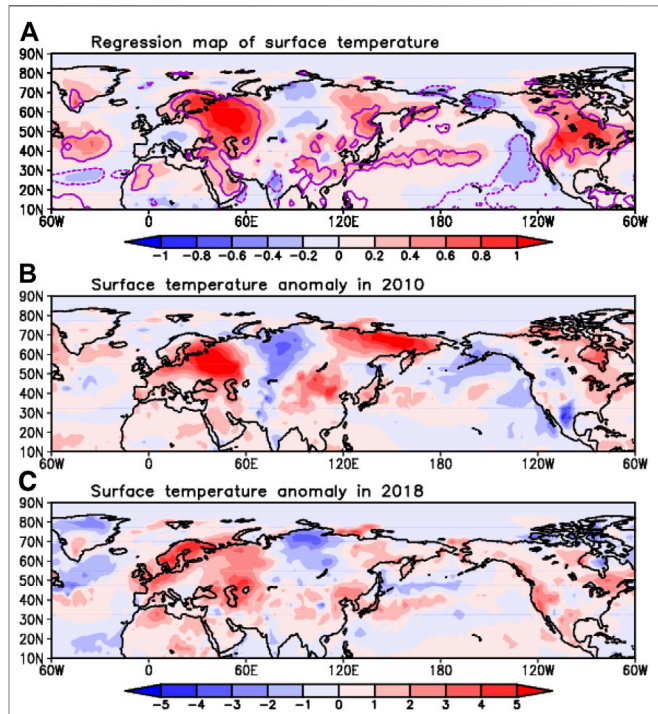 A
Regression map of surface temperature
90N
80N
70N
60N
50N
40N
30N
20N
10N
60W 0 60E 120E 180 120W 60W
-1 -0.8 -0.6 -0.4 -0.2 0 0.2 0.4 0.6 0.8 1
B
Surface temperature anomaly in 2010
90N
80N
70N
60N
50N
40N
30N
20N
10N
60W 0 60E 120E 180 120W 60W
C
Surface temperature anomaly in 2018
90N
80N
70N
60N
50N
40N
30N
20N
10N
60W 0 60E 120E 180 120W 60W
-5 -4 -3 -2 -1 0 1 2 3 4 5